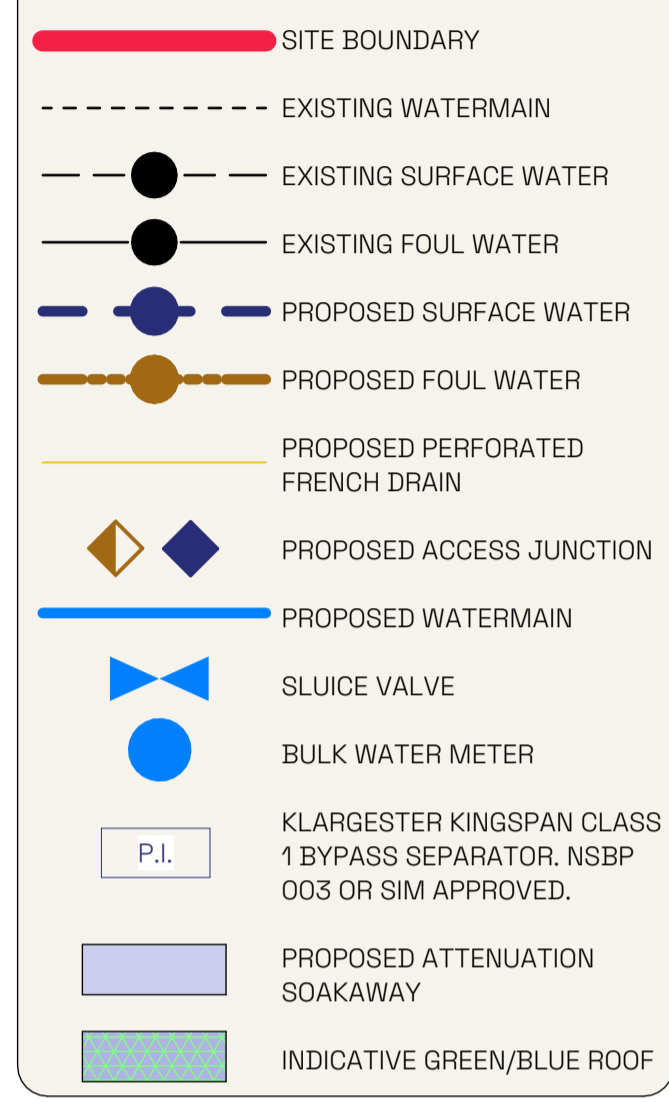 SITE BOUNDARY
EXISTING WATERMAIN
EXISTING SURFACE WATER
EXISTING FOUL WATER
PROPOSED SURFACE WATER
PROPOSED FOUL WATER
PROPOSED PERFORATED
FRENCH DRAIN
PROPOSED ACCESS JUNCTION
PROPOSED WATERMAIN
SLUICE VALVE
BULK WATER METER
P.I.
KLARGESTER KINGSPAN CLASS
1 BYPASS SEPARATOR. NSBP
003 OR SIM APPROVED.
PROPOSED ATTENUATION
SOAKAWAY
INDICATIVE GREEN/BLUE ROOF